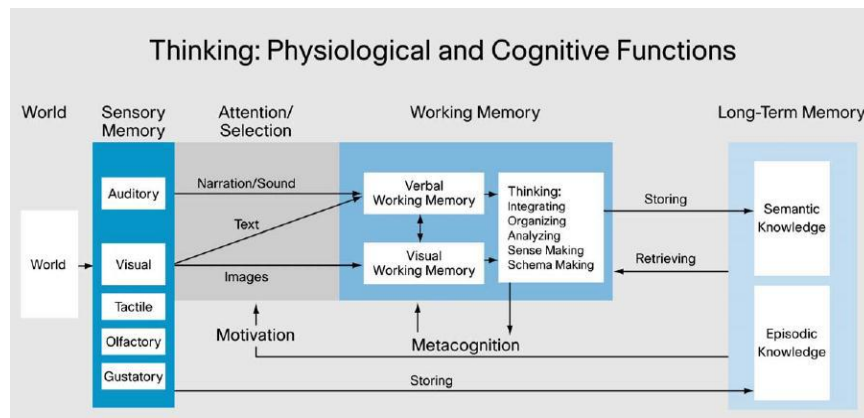 Thinking: Physiological and Cognitive Functions
World
Sensory
Memory
Attention/
Selection
Working Memory
Long-Term Memory
World
Auditory
Visual
Tactile
Olfactory
Gustatory
Narration/Sound
Text
Images
Motivation
Verbal
Working Memory
Visual
Working Memory
Thinking:
Integrating
Organizing
Analyzing
Sense Making
Schema Making
Metacognition
Storing
Retrieving
Storing
Semantic
Knowledge
Episodic
Knowledge